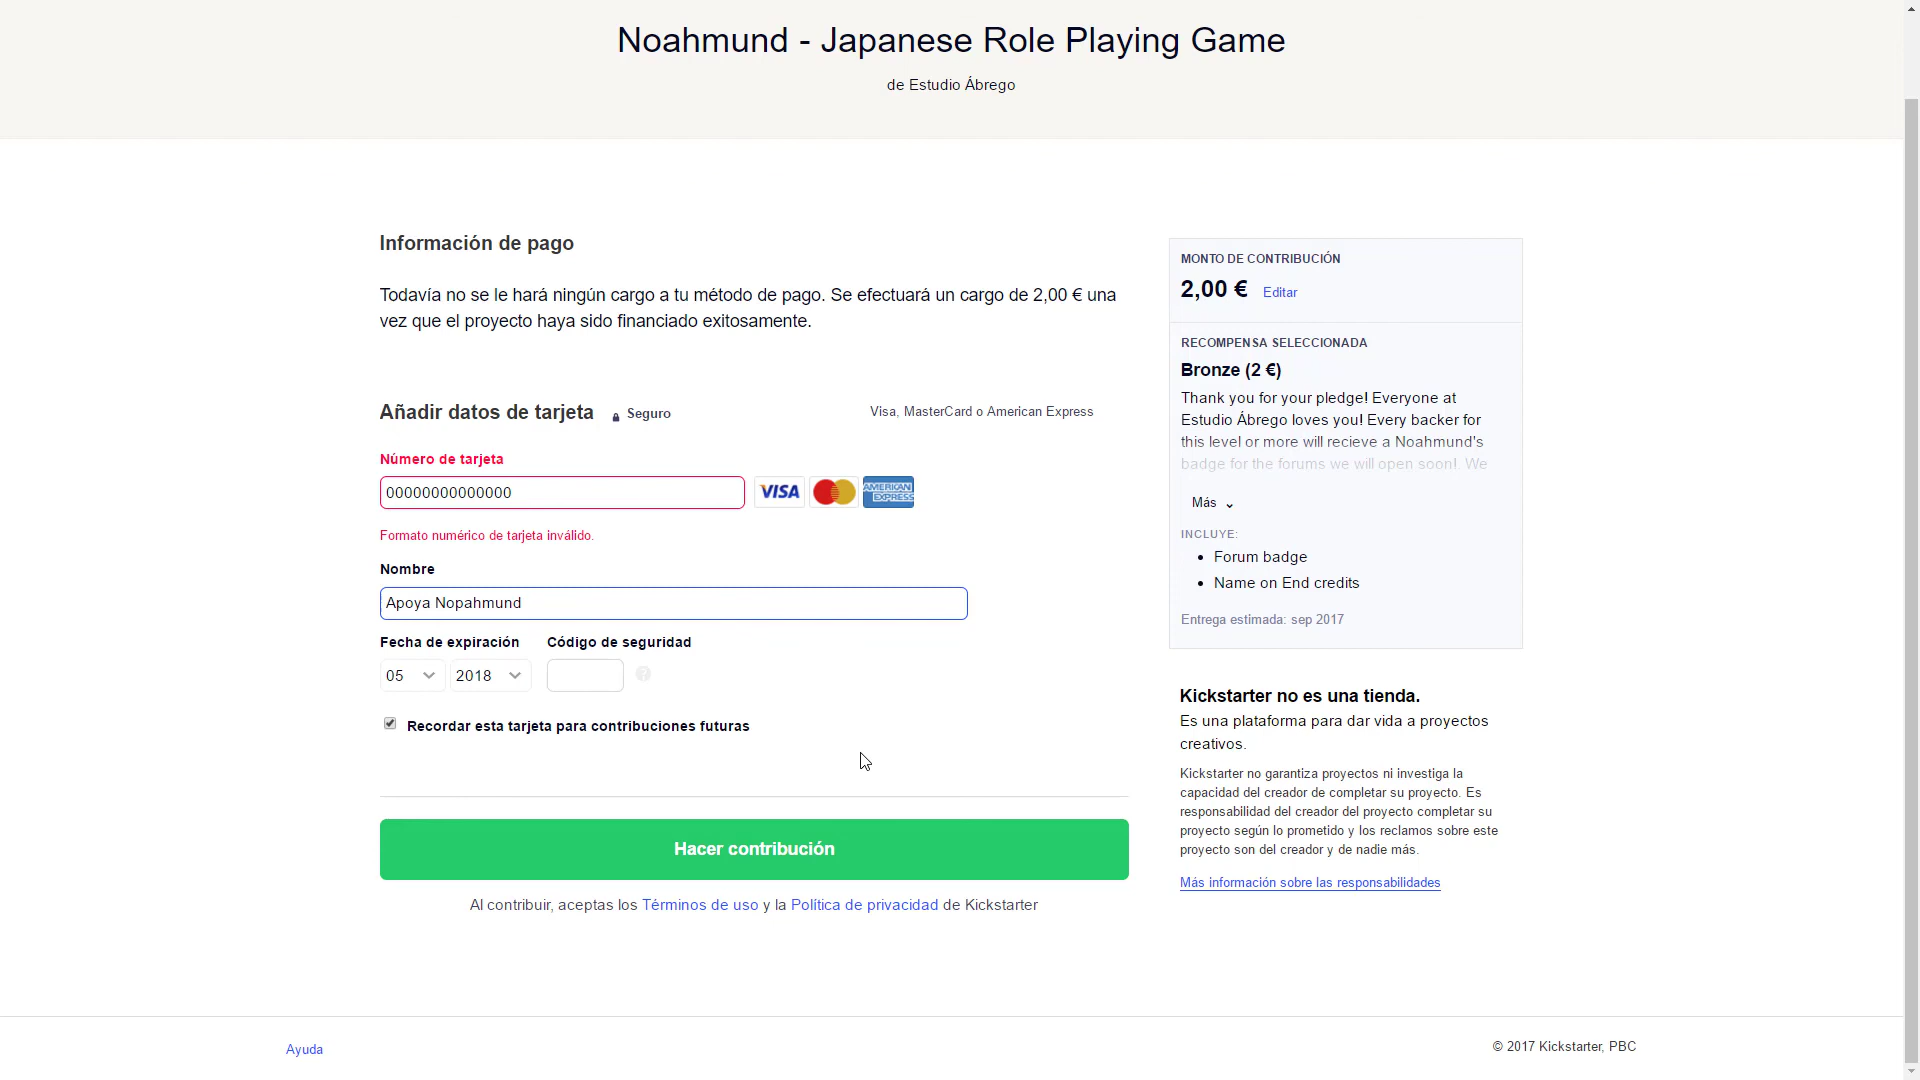 Noahmund - Japanese Role Playing Game
de Estudio Ábrego
Información de pago
Todavía no se le hará ningún cargo a tu método de pago. Se efectuará un cargo de 2,00 € una
vez que el proyecto haya sido financiado exitosamente.
Añadir datos de tarjeta
Seguro
Visa, MasterCard o American Express
Número de tarjeta
00000000000000
VISA
AMERICAN
EXPRESS
Formato numérico de tarjeta inválido.
Nombre
Apoya Nopahmund
Fecha de expiración
Código de seguridad
05
2018
?
Recordar esta tarjeta para contribuciones futuras
Hacer contribución
Al contribuir, aceptas los Términos de uso y la Política de privacidad de Kickstarter
MONTO DE CONTRIBUCIÓN
2,00 € Editar
RECOMPENSA SELECCIONADA
Bronze (2 €)
Thank you for your pledge! Everyone at
Estudio Ábrego loves you! Every backer for
this level or more will recieve a Noahmund's
badge for the forums we will open soon!. We
Más
INCLUYE:
Forum badge
Name on End credits
Entrega estimada: sep 2017
Kickstarter no es una tienda.
Es una plataforma para dar vida a proyectos
creativos.
Kickstarter no garantiza proyectos ni investiga la
capacidad del creador de completar su proyecto. Es
responsabilidad del creador del proyecto completar su
proyecto según lo prometido y los reclamos sobre este
proyecto son del creador y de nadie más.
Más información sobre las responsabilidades
Ayuda
© 2017 Kickstarter, PBC